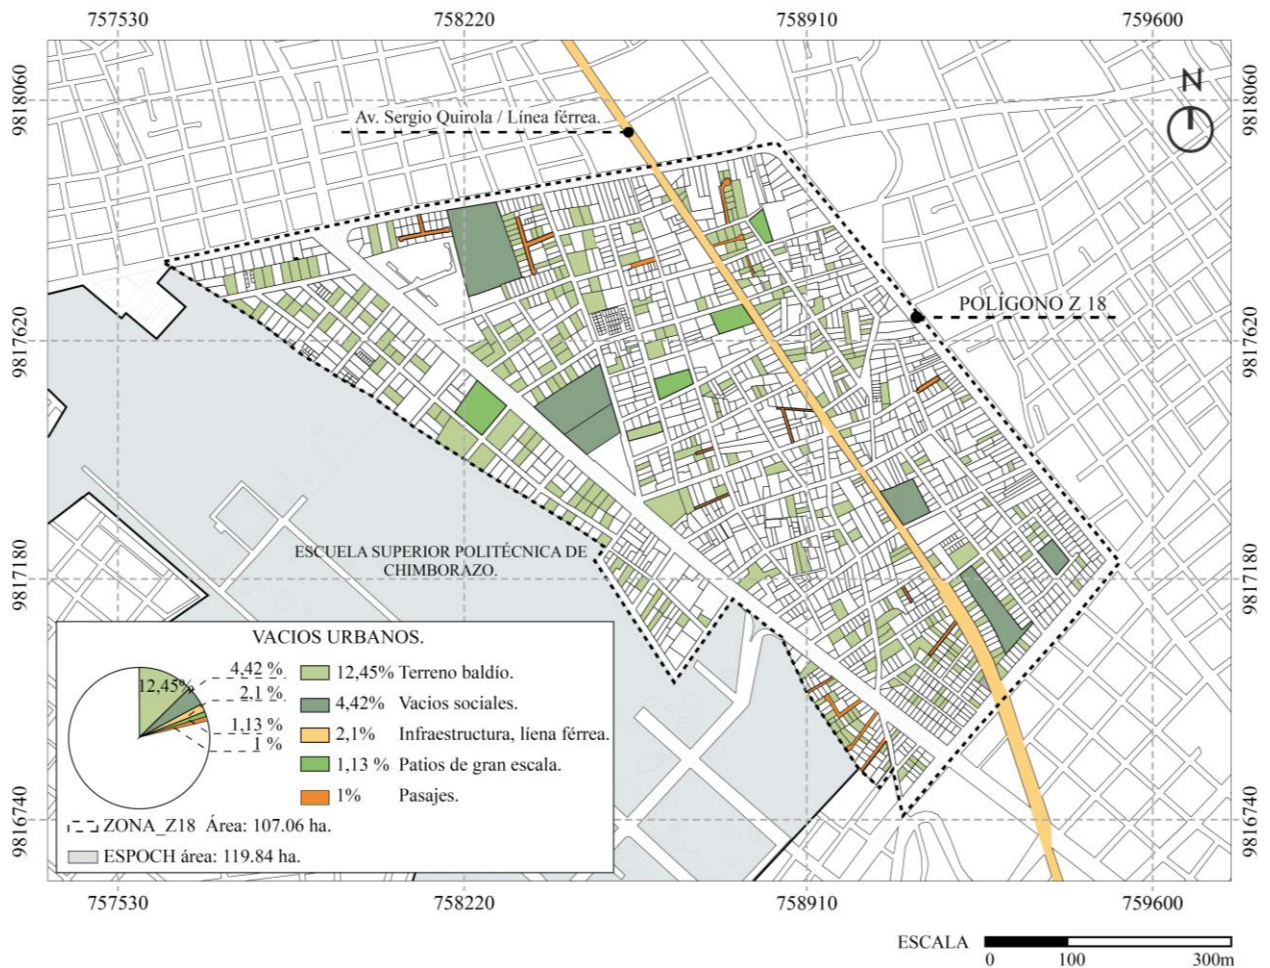 757530 758220 758910 759600
9818060 9818060
N
Av. Sergio Quirola / Línea férrea.
POLÍGONO Z 18
9817620 9817620
ESCUELA SUPERIOR POLITÉCNICA DE
CHIMBORAZO.
9817180 9817180
VACIOS URBANOS.
12,45%
4,42 %
2.1 %
1,13 %
1 %
12,45% Terreno baldío.
4,42% Vacios sociales.
2,1% Infraestructura, líena férrea.
1,13 % Patios de gran escala.
1% Pasajes.
ZONA_Z18 Área: 107.06 ha.
ESPOCH área: 119.84 ha.
9816740 9816740
757530 758220 758910 759600
ESCALA
0 100 300m